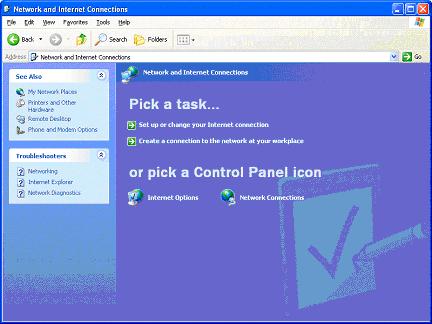 Network and Internet Connections
File Edit View Favorites Tools Help
Back Search Folders
Address Network and Internet Connections Go
See Also
My Network Places
Printers and Other
Hardware
Remote Desktop
Phone and Modem Options
Troubleshooters
Networking
Internet Explorer
Network Diagnostics
Network and Internet Connections
Pick a task...
Set up or change your Internet connection
Create a connection to the network at your workplace
or pick a Control Panel icon
Internet Options Network Connections